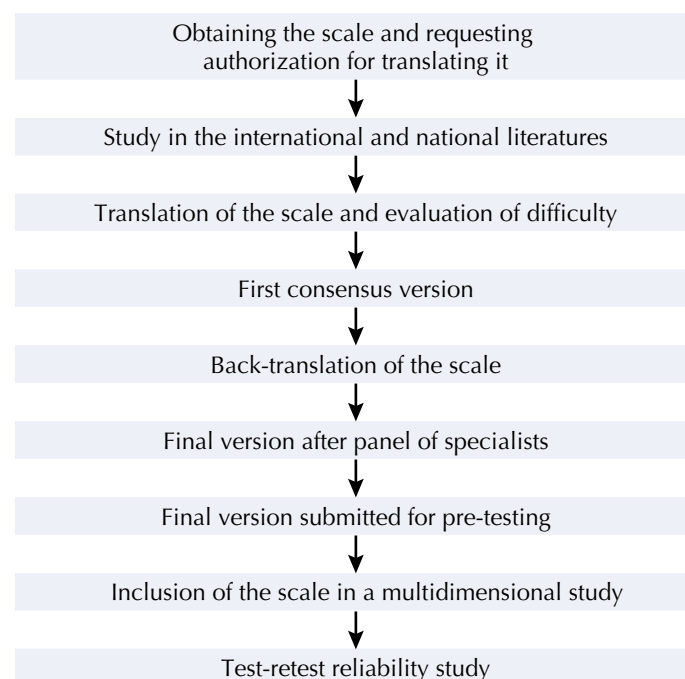 Obtaining the scale and requesting
authorization for translating it
Study in the international and national literatures
Translation of the scale and evaluation of difficulty
First consensus version
Back-translation of the scale
Final version after panel of specialists
Final version submitted for pre-testing
Inclusion of the scale in a multidimensional study
Test-retest reliability study